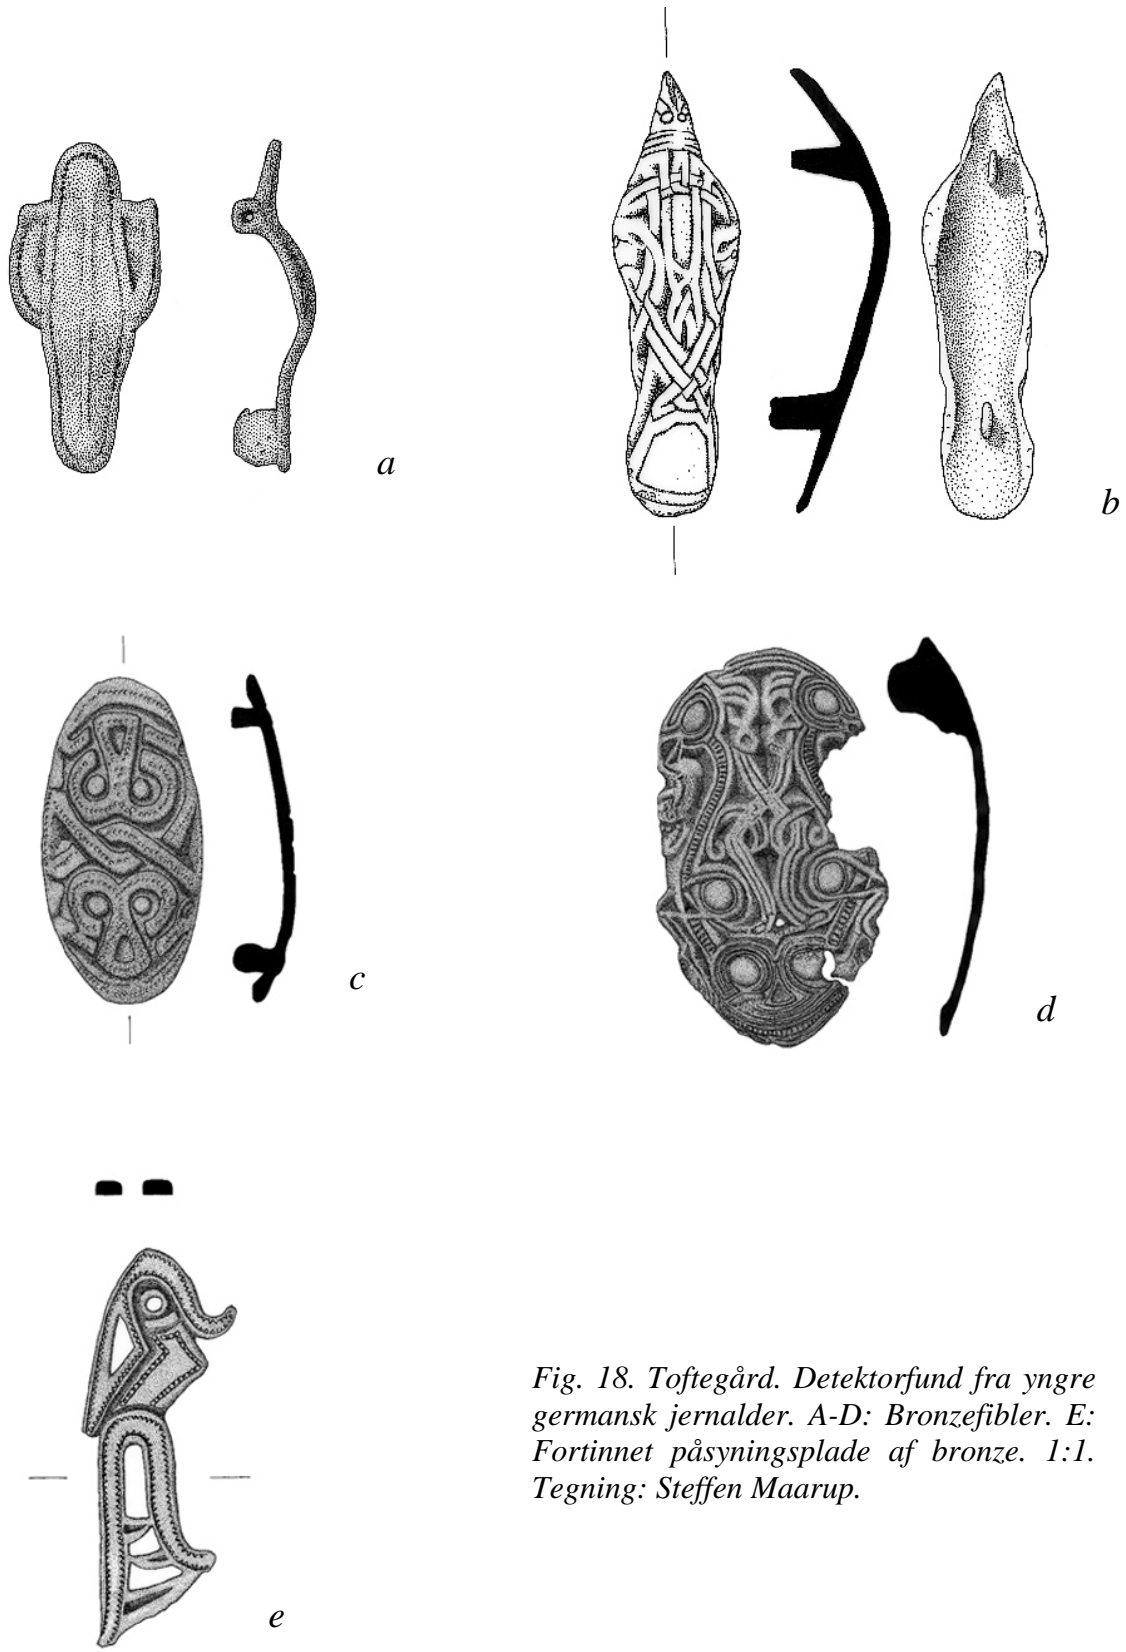 a
b
c
d
e
Fig. 18. Toftegård. Detektorfund fra yngre
germansk jernalder. A-D: Bronzefibler. E:
Fortinnet påsyningsplade af bronze. 1:1.
Tegning: Steffen Maarup.